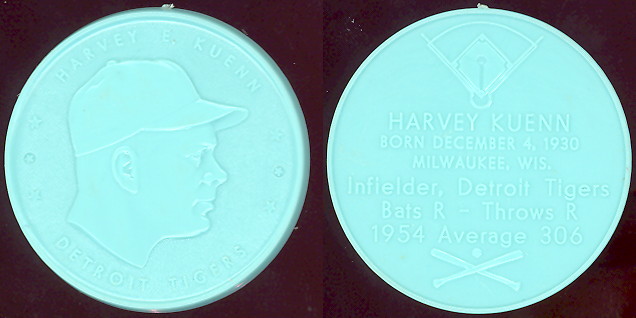 HARVEY E. KUENN
DETROIT TIGERS
HARVEY KUENN
BORN DECEMBER 4, 1930
MILWAUKEE, WIS.
Infielder, Detroit Tigers
Bats R - Throws R
1954 Average 306